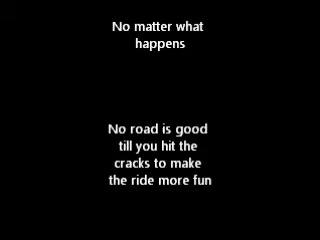 No matter what
happens
No road is good
till you hit the
cracks to make
the ride more fun